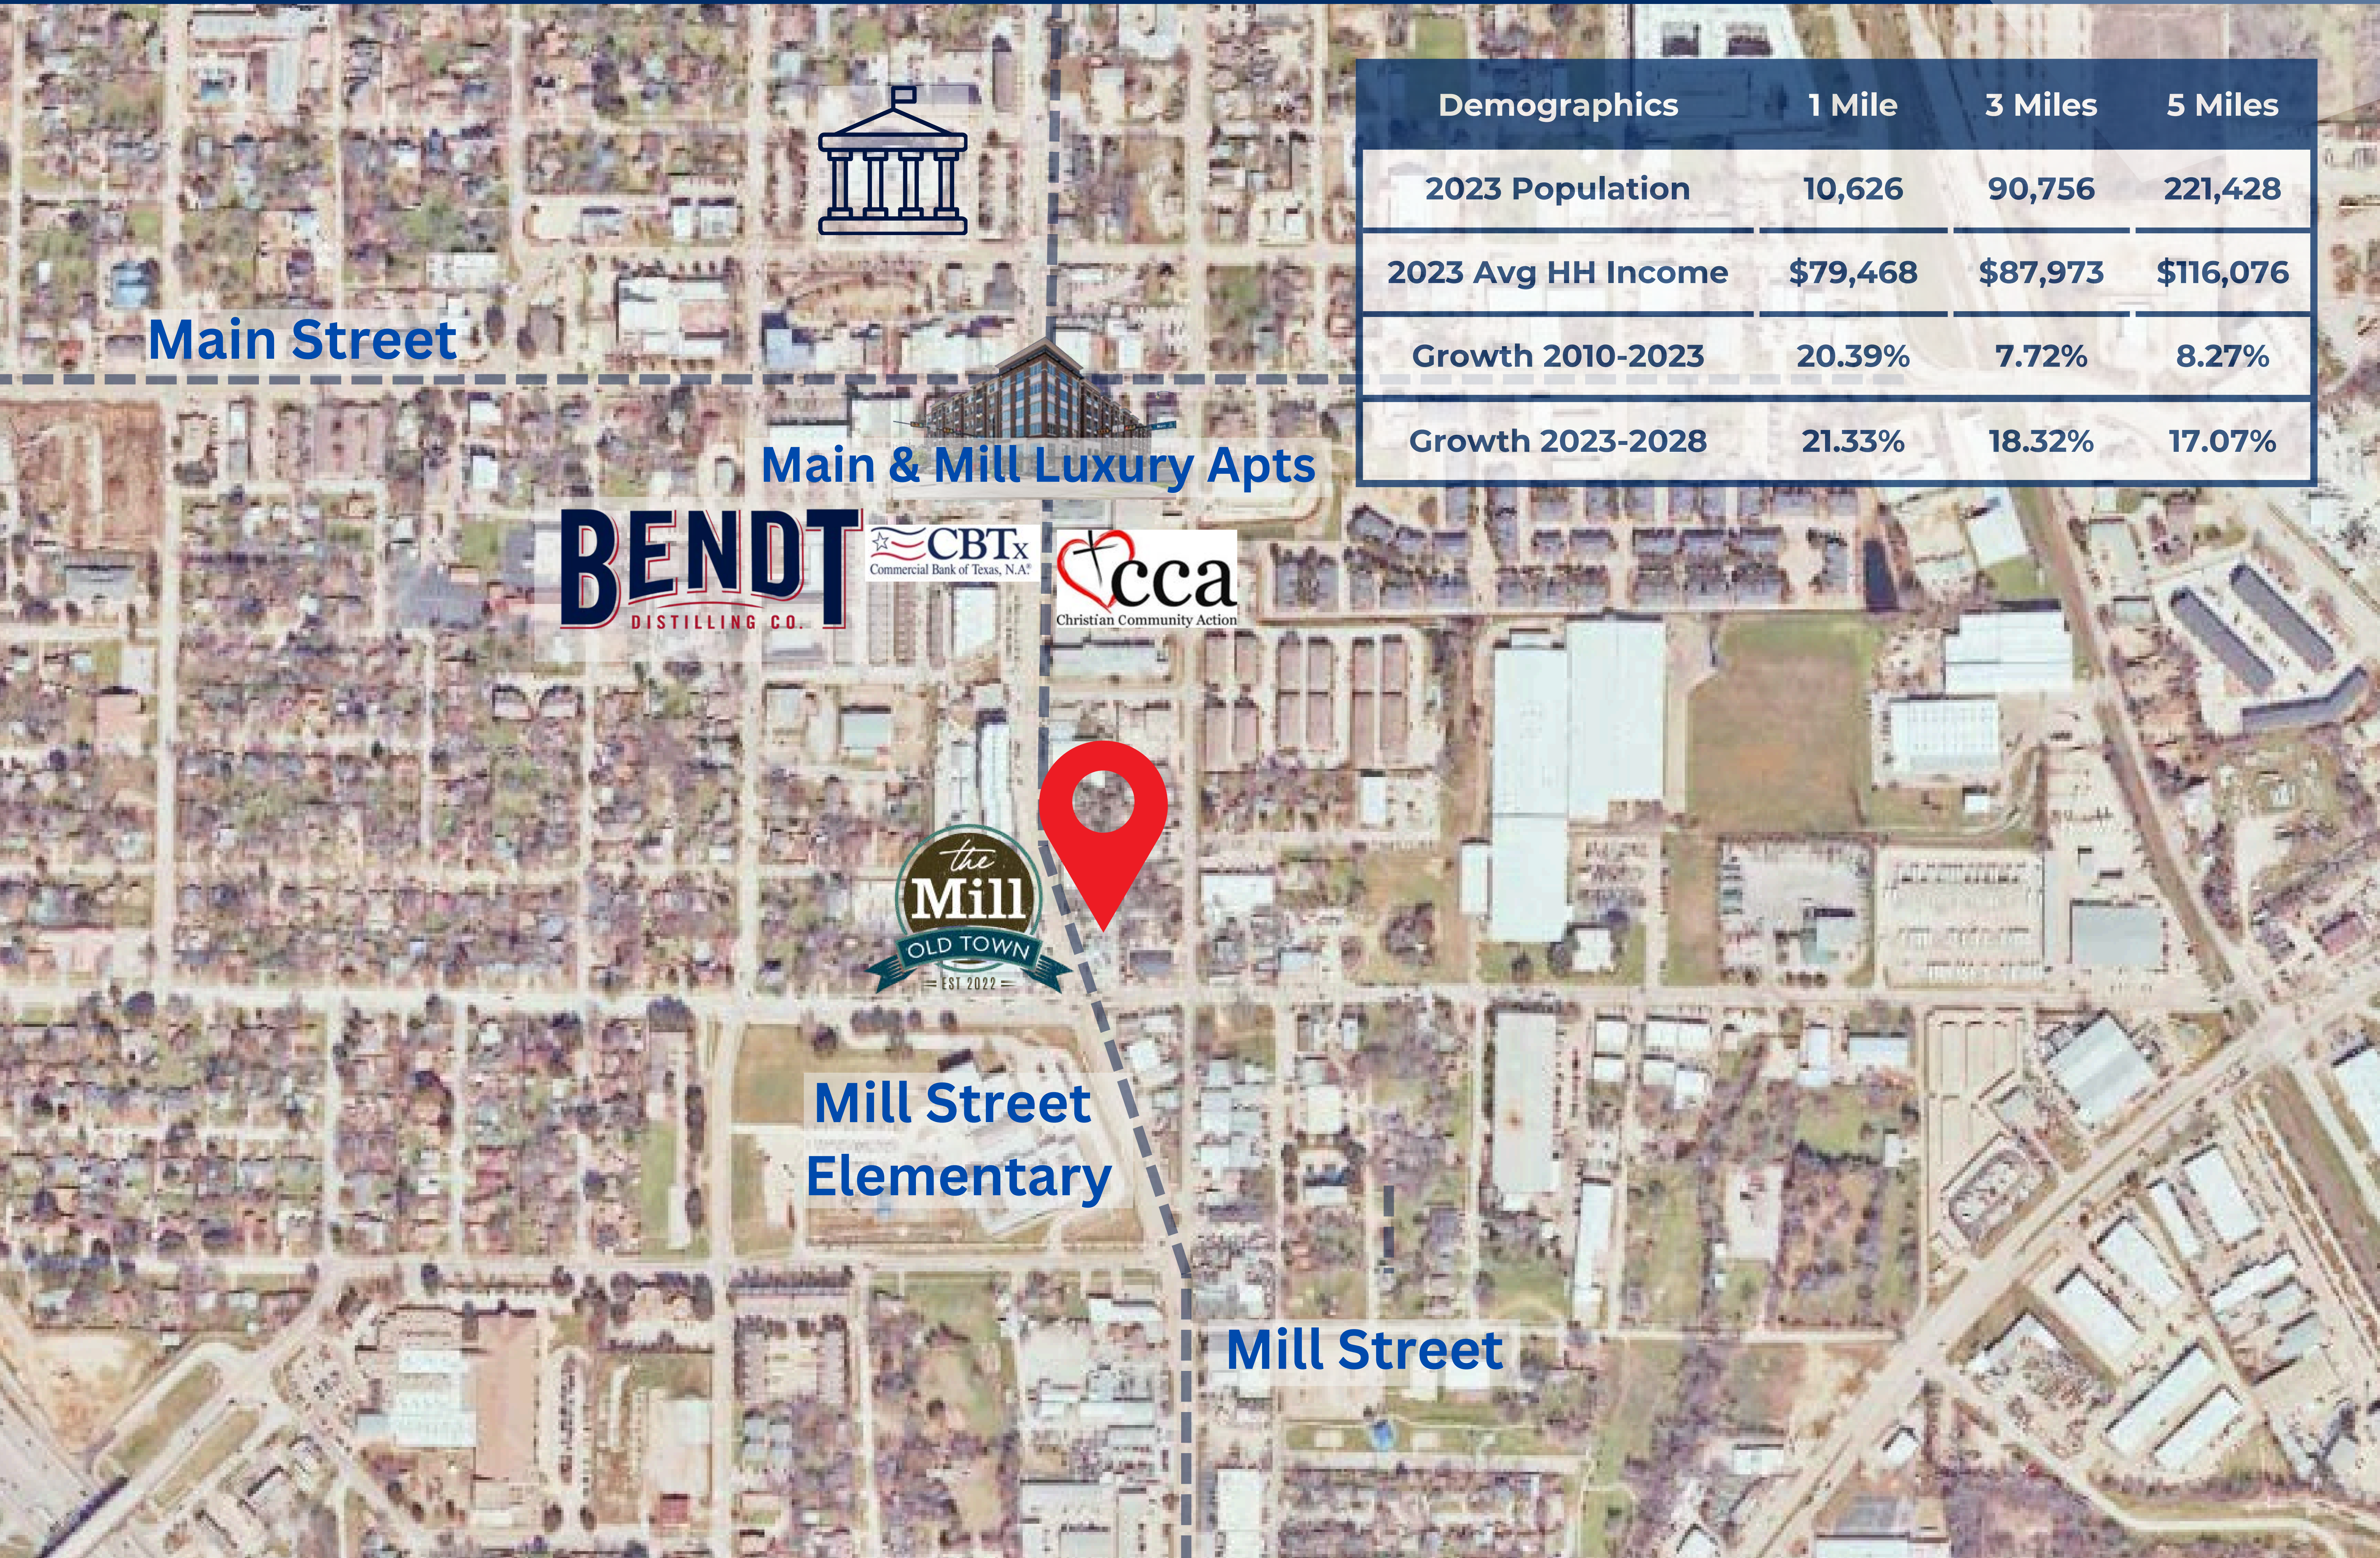 Demographics 1 Mile 3 Miles 5 Miles
2023 Population 10,626 90,756 221,428
2023 Avg HH Income $79,468 $87,973 $116,076
Growth 2010-2023 20.39% 7.72% 8.27%
Growth 2023-2028 21.33% 18.32% 17.07%
Main Street
Main & Mill Luxury Apts
BENDT
DISTILLING CO.
CBTx
Commercial Bank of Texas, N.A.®
cca
Christian Community Action
the
Mill
OLD TOWN
EST 2022
Mill Street
Elementary
Mill Street